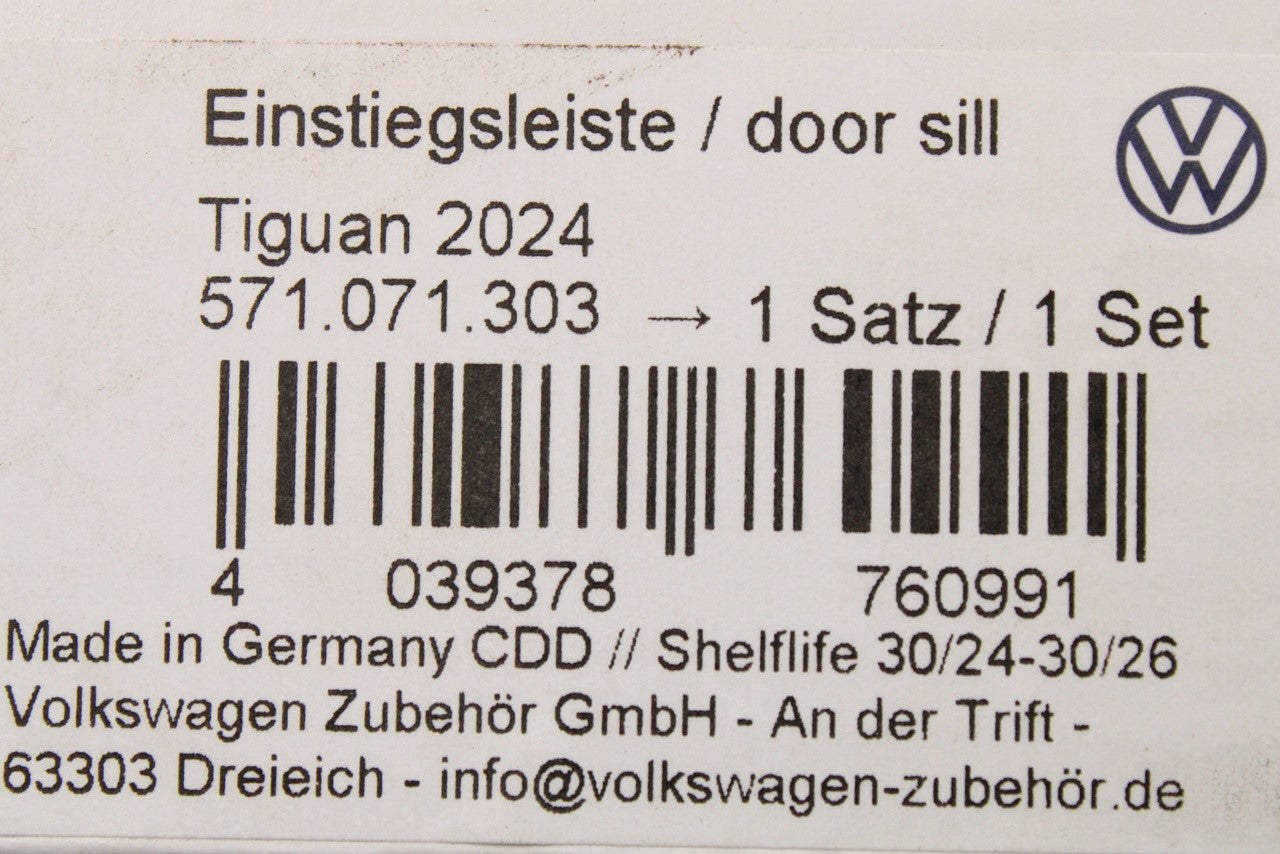 Einstiegsleiste / door sill
Tiguan 2024
571.071.303 → 1 Satz / 1 Set
4 039378 760991
Made in Germany CDD // Shelflife 30/24-30/26
Volkswagen Zubehör GmbH - An der Trift -
63303 Dreieich - info@volkswagen-zubehör.de